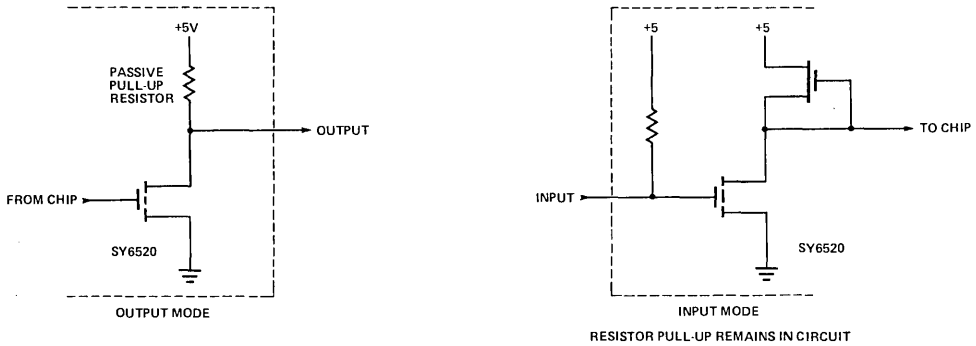 +5V
PASSIVE
PULL-UP
RESISTOR
OUTPUT
FROM CHIP
SY6520
OUTPUT MODE
+5
+5
TO CHIP
INPUT
SY6520
INPUT MODE
RESISTOR PULL-UP REMAINS IN CIRCUIT